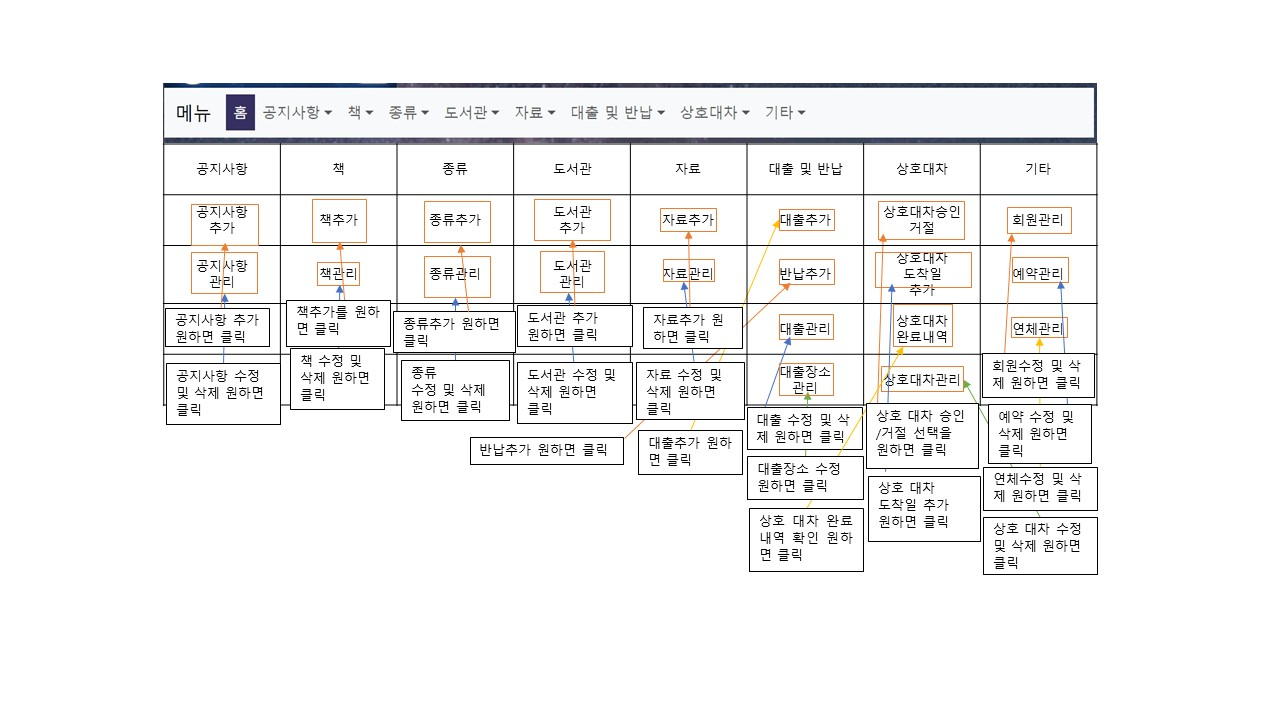 메뉴 홈 공지사항 책 종류 도서관 자료 대출 및 반납 상호대차 기타
공지사항 책 종류 도서관 자료 대출 및 반납 상호대차 기타
공지사항
추가
책추가
종류추가
도서관
추가
자료추가
대출추가
상호대차승인
거절
회원관리
공지사항
관리
책관리
종류관리
도서관
관리
자료관리
반납추가
상호대차
도착일
추가
예약관리
대출관리
상호대차
완료내역
연체관리
대출장소
관리
상호대차관리
공지사항 추가
원하면 클릭
책추가를 원하
면 클릭
종류추가 원하면
클릭
도서관 추가
원하면 클릭
자료추가 원
하면 클릭
공지사항 수정
및 삭제 원하면
클릭
책 수정 및
삭제 원하면
클릭
종류
수정 및 삭제
원하면 클릭
도서관 수정 및
삭제 원하면
클릭
자료 수정 및
삭제 원하면
클릭
회원수정 및 삭
제 원하면 클릭
대출 수정 및 삭
제 원하면 클릭
상호 대차 승인
/거절 선택을
원하면 클릭
예약 수정 및
삭제 원하면
클릭
반납추가 원하면 클릭
대출추가 원하
면 클릭
대출장소 수정
원하면 클릭
상호 대차
도착일 추가
원하면 클릭
연체수정 및 삭
제 원하면 클릭
상호 대차 완료
내역 확인 원하
면 클릭
상호 대차 수정
및 삭제 원하면
클릭